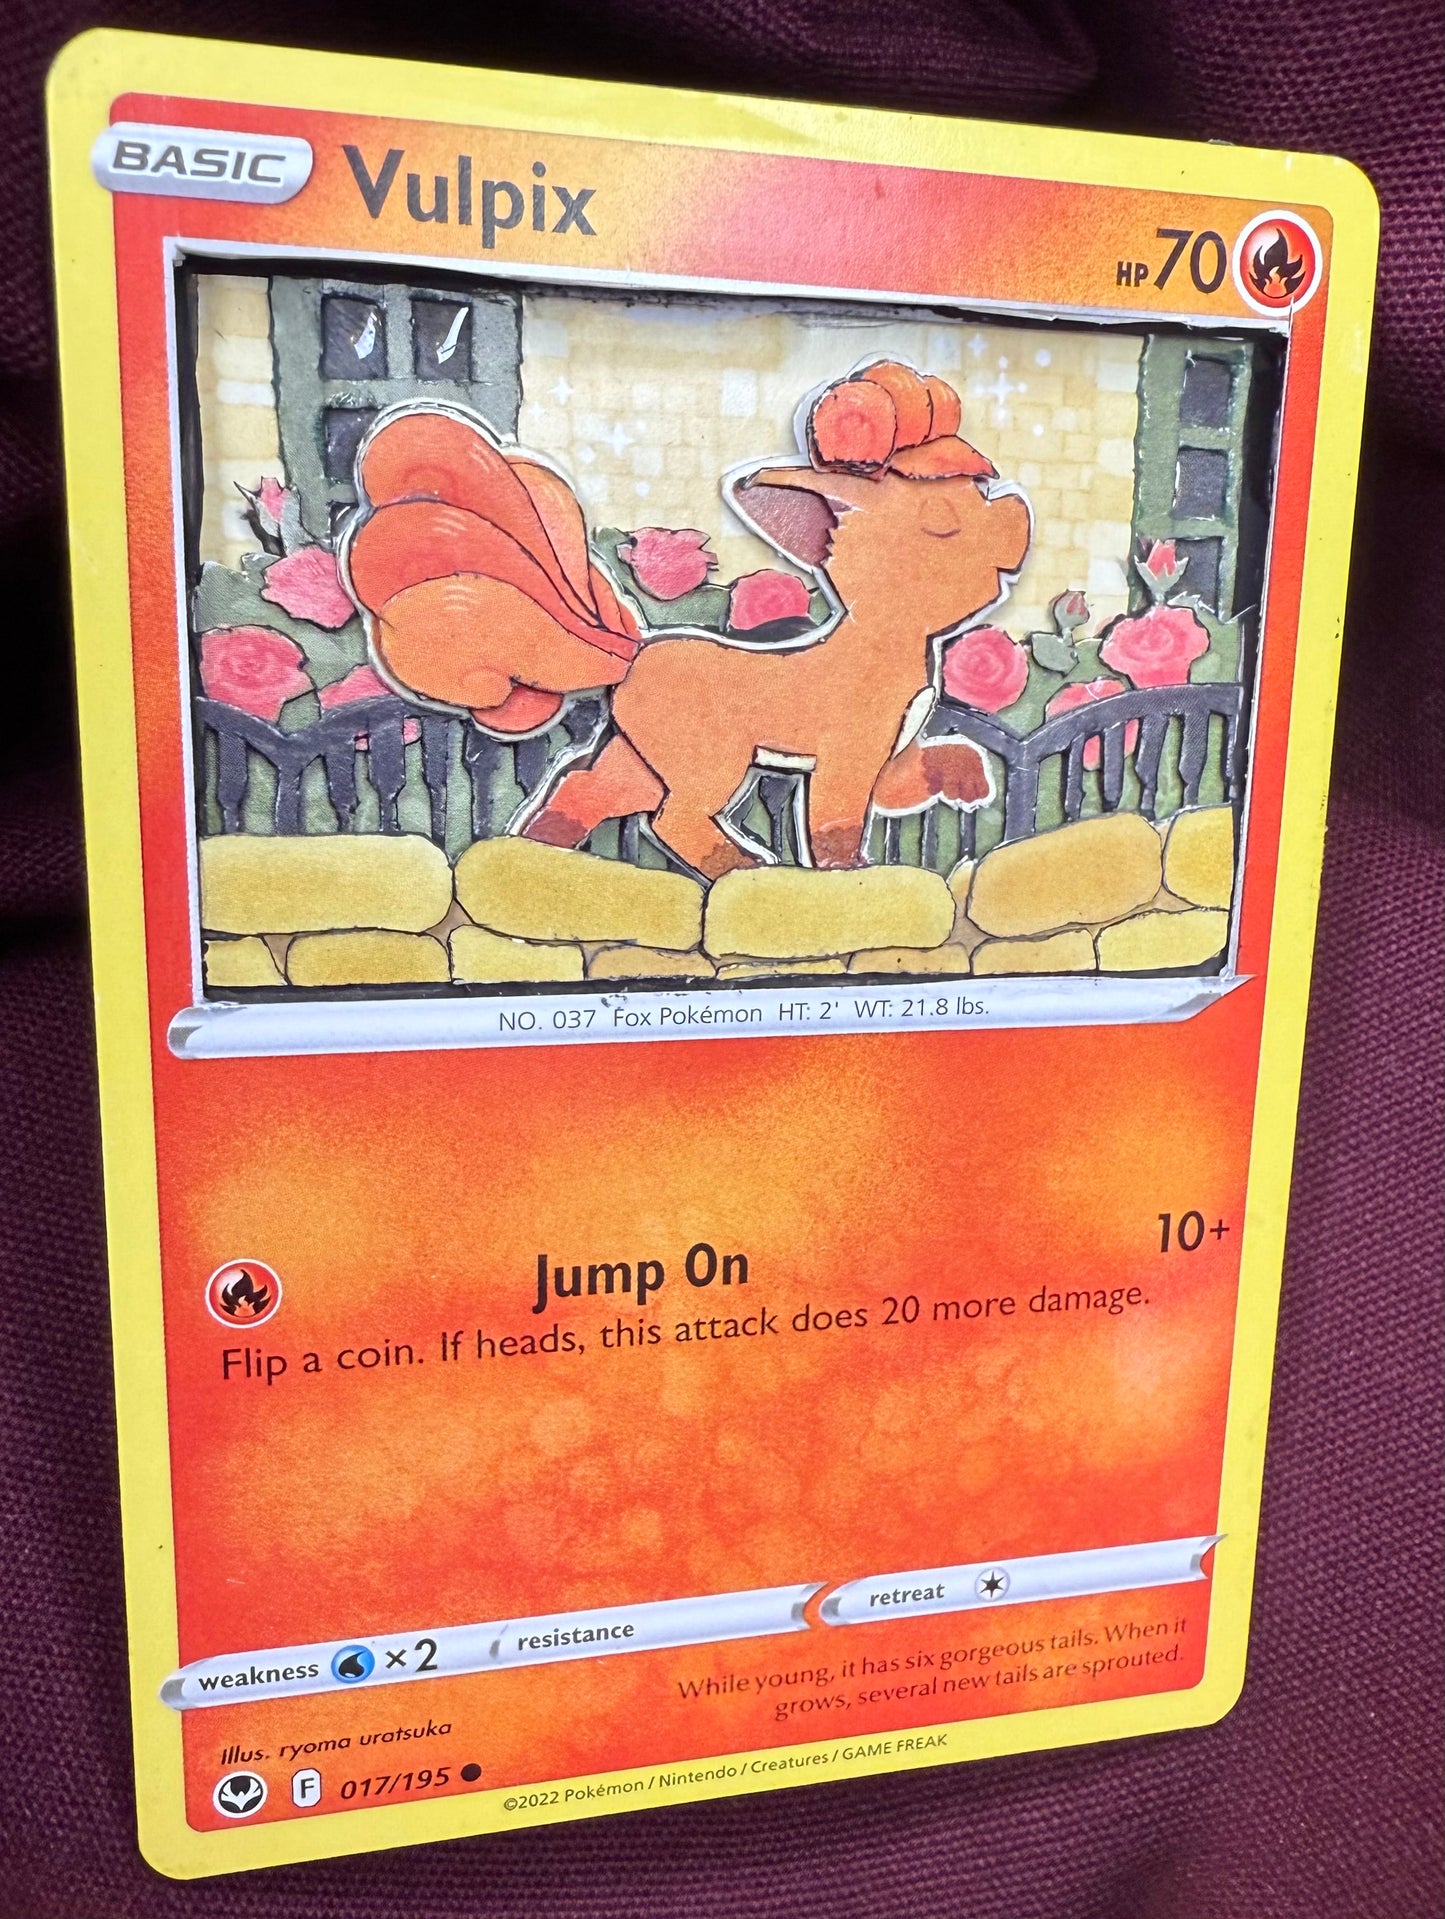 BASIC Vulpix HP 70
NO. 037 Fox Pokémon HT: 2' WT: 21.8 lbs.
Jump On 10+
Flip a coin. If heads, this attack does 20 more damage.
weakness ×2 resistance retreat
While young, it has six gorgeous tails. When it
grows, several new tails are sprouted.
Illus. ryoma uratsuka
F 017/195
©2022 Pokémon / Nintendo / Creatures / GAME FREAK